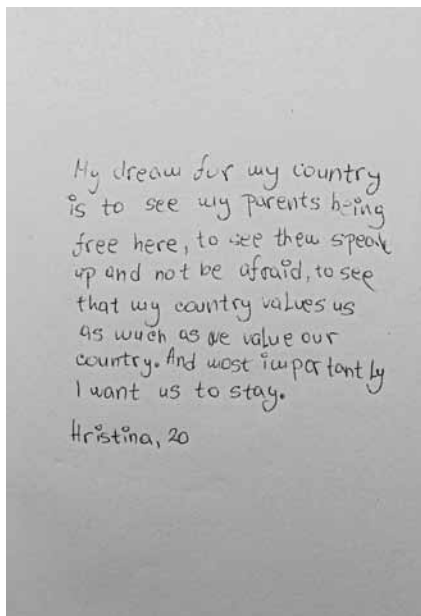 My dream for my country
is to see my parents being
free here, to see them speak
up and not be afraid, to see
that my country values us
as much as we value our
country. And most importantly
I want us to stay.
Hristina, 20